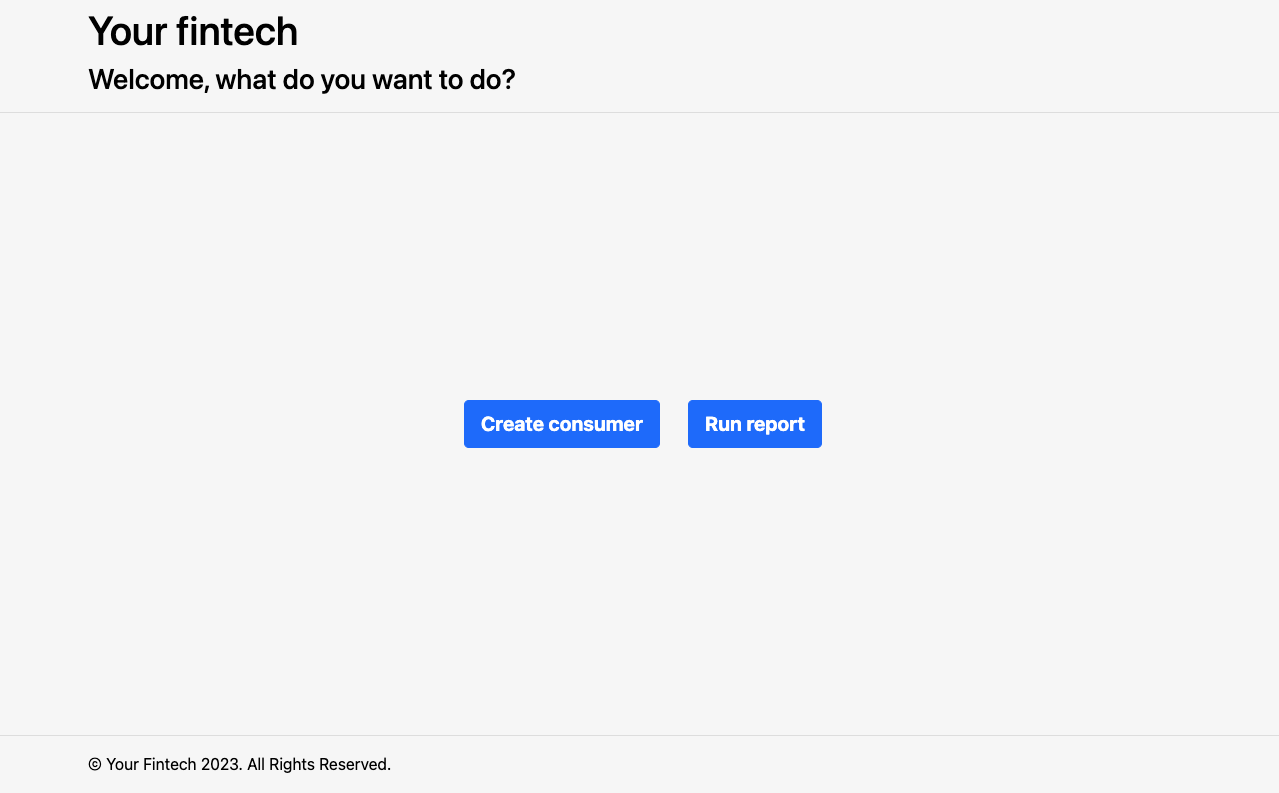 Your fintech
Welcome, what do you want to do?
Create consumer
Run report
© Your Fintech 2023. All Rights Reserved.